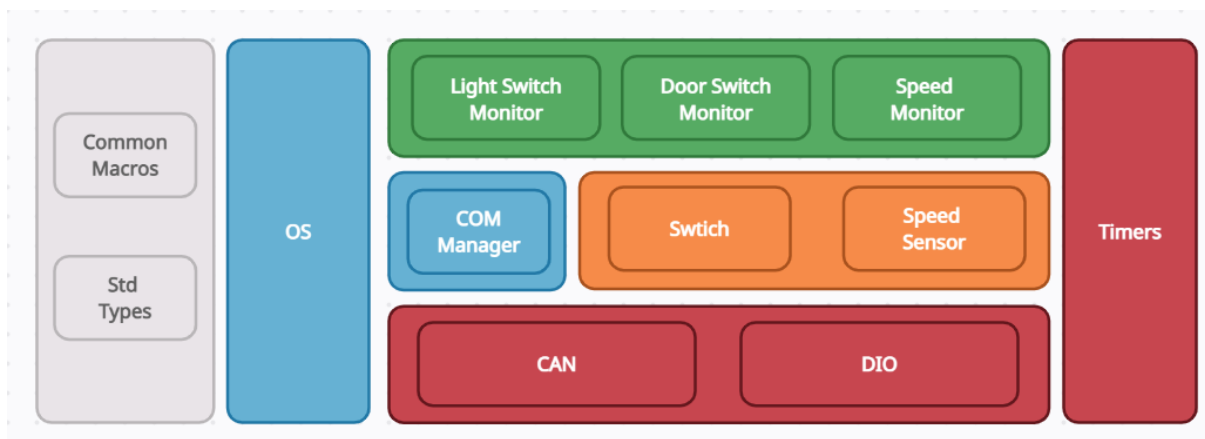 Common
Macros
Std
Types
OS
Light Switch
Monitor
Door Switch
Monitor
Speed
Monitor
COM
Manager
Swtich
Speed
Sensor
CAN
DIO
Timers